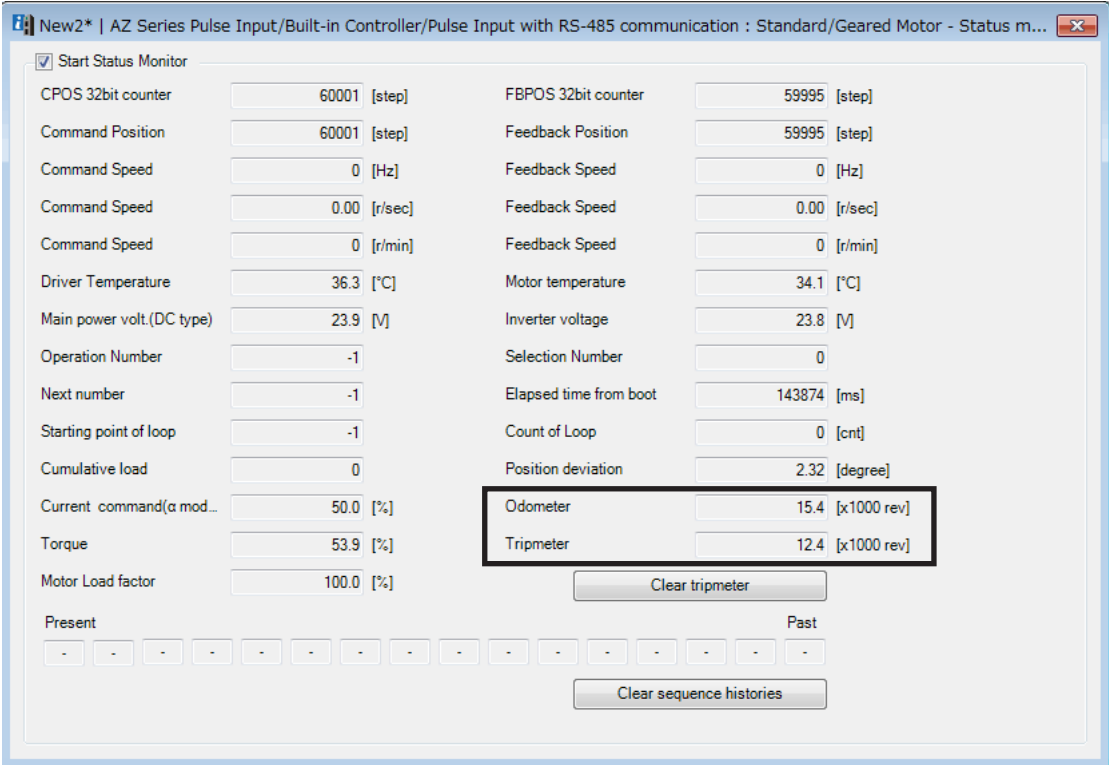 New2* | AZ Series Pulse Input/Built-in Controller/Pulse Input with RS-485 communication : Standard/Geared Motor - Status m...
Start Status Monitor
CPOS 32bit counter 60001 [step] FBPOS 32bit counter 59995 [step]
Command Position 60001 [step] Feedback Position 59995 [step]
Command Speed 0 [Hz] Feedback Speed 0 [Hz]
Command Speed 0.00 [r/sec] Feedback Speed 0.00 [r/sec]
Command Speed 0 [r/min] Feedback Speed 0 [r/min]
Driver Temperature 36.3 [°C] Motor temperature 34.1 [°C]
Main power volt.(DC type) 23.9 [V] Inverter voltage 23.8 [V]
Operation Number -1 Selection Number 0
Next number -1 Elapsed time from boot 143874 [ms]
Starting point of loop -1 Count of Loop 0 [cnt]
Cumulative load 0 Position deviation 2.32 [degree]
Current command(α mod... 50.0 [%] Odometer 15.4 [x1000 rev]
Torque 53.9 [%] Tripmeter 12.4 [x1000 rev]
Motor Load factor 100.0 [%] Clear tripmeter
Present Past
- - - - - - - - - - - - - - - -
Clear sequence histories